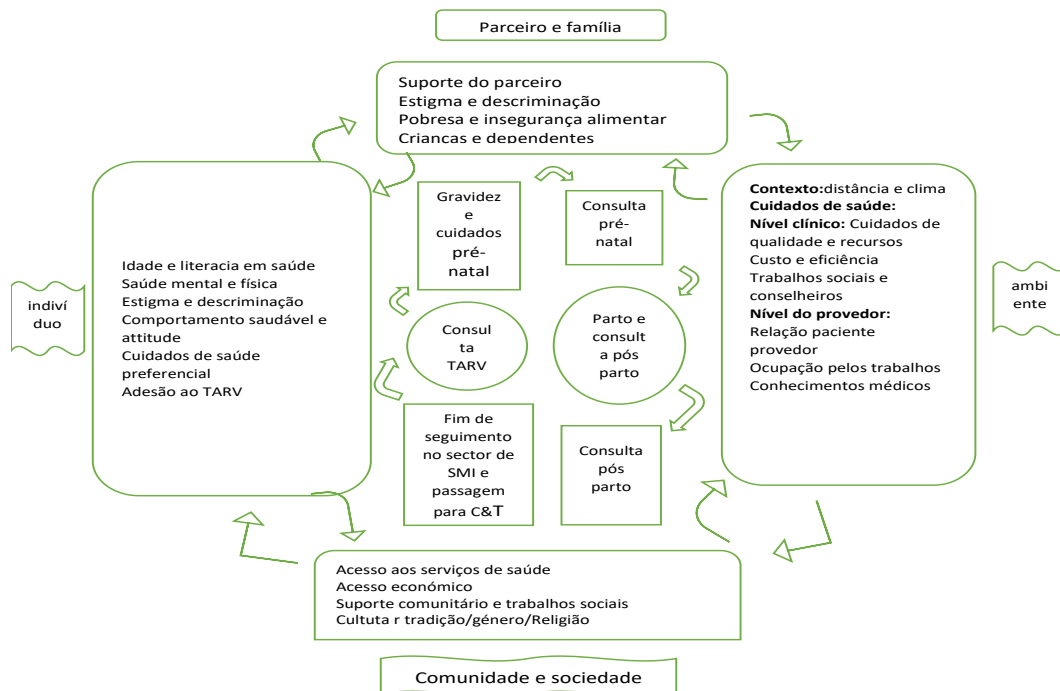 Parceiro e família
Suporte do parceiro
Estigma e descriminação
Pobresa e insegurança alimentar
Criancas e dependentes
indiví
duo
Idade e literacia em saúde
Saúde mental e física
Estigma e descriminação
Comportamento saudável e
attitude
Cuidados de saúde
preferencial
Adesão ao TARV
Gravidez
e
cuidados
pré-
natal
Consulta
pré-
natal
Consul
ta
TARV
Parto e
consult
a pós
parto
Fim de
seguimento
no sector de
SMI e
passagem
para C&T
Consulta
pós
parto
Contexto:distância e clima
Cuidados de saúde:
Nível clínico: Cuidados de
qualidade e recursos
Custo e eficiência
Trabalhos sociais e
conselheiros
Nível do provedor:
Relação paciente
provedor
Ocupação pelos trabalhos
Conhecimentos médicos
ambi
ente
Acesso aos serviços de saúde
Acesso económico
Suporte comunitário e trabalhos sociais
Cultuta r tradição/género/Religião
Comunidade e sociedade